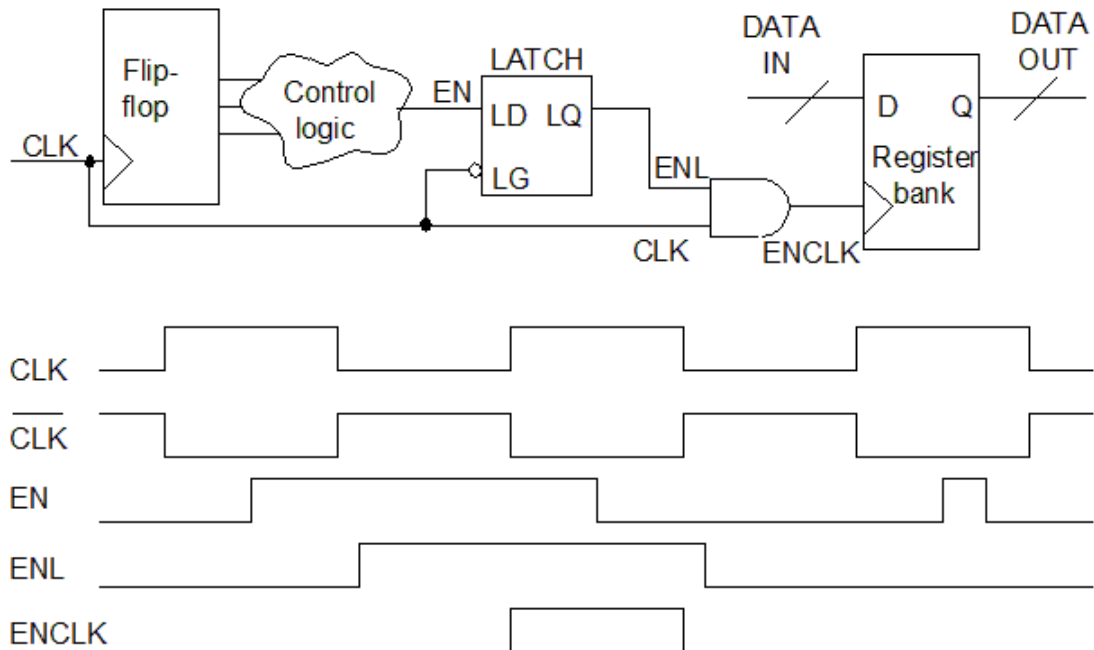 DATA
IN
DATA
OUT
Flip-
flop
Control
logic
LATCH
EN
LD LQ
LG
D Q
Register
bank
CLK
ENL
CLK
ENCLK
CLK
CLK
EN
ENL
ENCLK